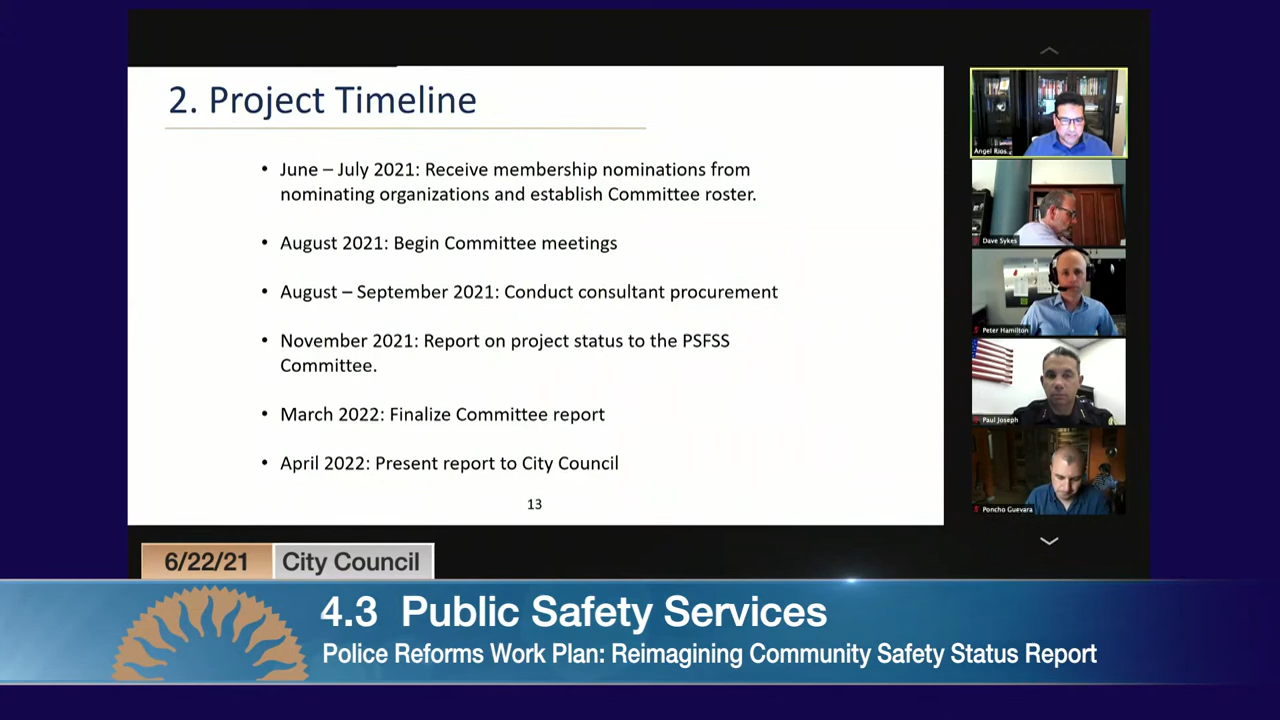 2. Project Timeline
• June – July 2021: Receive membership nominations from
nominating organizations and establish Committee roster.
• August 2021: Begin Committee meetings
• August – September 2021: Conduct consultant procurement
• November 2021: Report on project status to the PSFSS
Committee.
• March 2022: Finalize Committee report
• April 2022: Present report to City Council
13
Angel Rios
Dave Sykes
Peter Hamilton
Paul Joseph
Poncho Guevara
6/22/21
City Council
4.3 Public Safety Services
Police Reforms Work Plan: Reimagining Community Safety Status Report